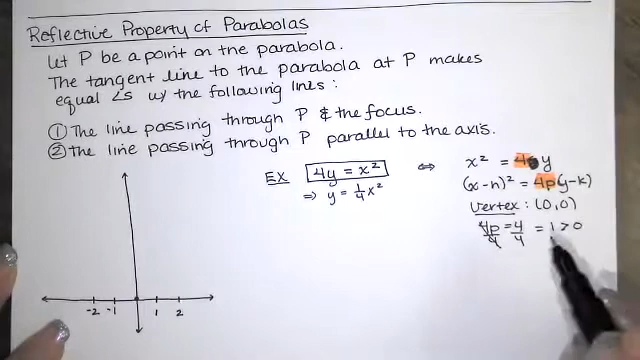 Reflective Property of Parabolas
Let P be a point on the parabola.
The tangent line to the parabola at P makes
equal ∠s w/ the following lines:
① The line passing through P & the focus.
② The line passing through P parallel to the axis.
EX 4y = x² ⇔ x² = 4 y
⇒ y = 1/4 x² (x-h)² = 4p(y-k)
Vertex: (0,0)
4p/4 = 4/4 = 1 > 0
-2 -1 1 2